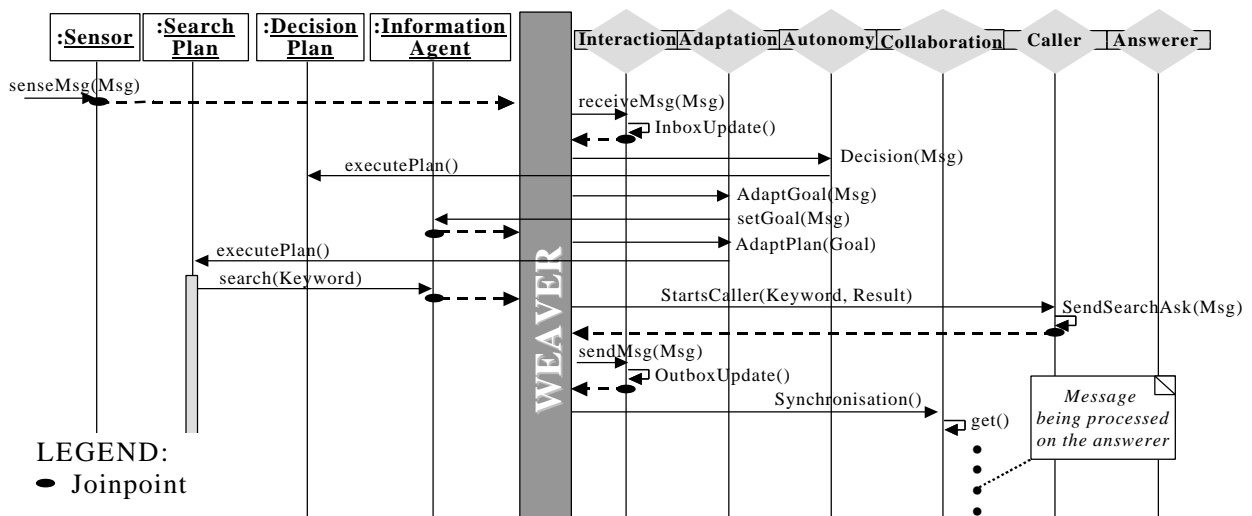 :Sensor
:Search
Plan
:Decision
Plan
:Information
Agent
Interaction
Adaptation
Autonomy
Collaboration
Caller
Answerer
senseMsg(Msg)
receiveMsg(Msg)
InboxUpdate()
Decision(Msg)
executePlan()
AdaptGoal(Msg)
setGoal(Msg)
AdaptPlan(Goal)
executePlan()
search(Keyword)
StartsCaller(Keyword, Result)
SendSearchAsk(Msg)
WEAVER
sendMsg(Msg)
OutboxUpdate()
Synchronisation()
get()
Message
being processed
on the answerer
LEGEND:
Joinpoint